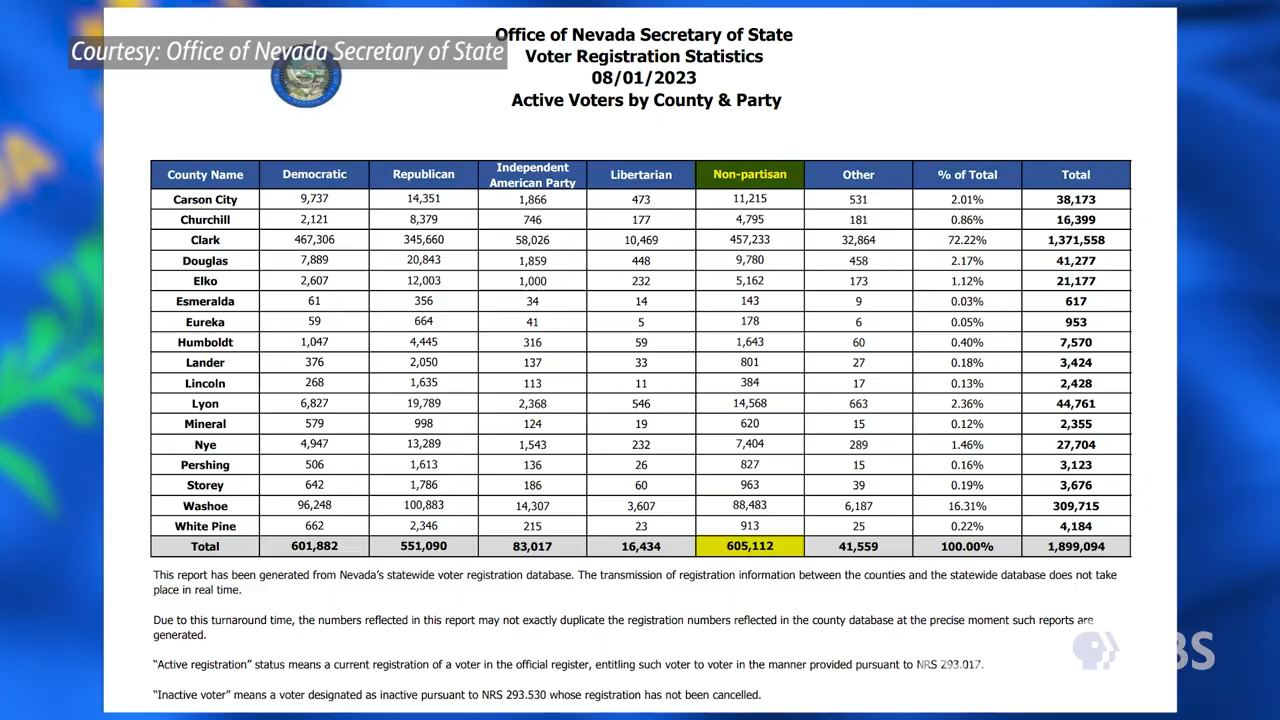 Courtesy: Office of Nevada Secretary of State
Office of Nevada Secretary of State
Voter Registration Statistics
08/01/2023
Active Voters by County & Party
County Name Democratic Republican Independent American Party Libertarian Non-partisan Other % of Total Total
Carson City 9,737 14,351 1,866 473 11,215 531 2.01% 38,173
Churchill 2,121 8,379 746 177 4,795 181 0.86% 16,399
Clark 467,306 345,660 58,026 10,469 457,233 32,864 72.22% 1,371,558
Douglas 7,889 20,843 1,859 448 9,780 458 2.17% 41,277
Elko 2,607 12,003 1,000 232 5,162 173 1.12% 21,177
Esmeralda 61 356 34 14 143 9 0.03% 617
Eureka 59 664 41 5 178 6 0.05% 953
Humboldt 1,047 4,445 316 59 1,643 60 0.40% 7,570
Lander 376 2,050 137 33 801 27 0.18% 3,424
Lincoln 268 1,635 113 11 384 17 0.13% 2,428
Lyon 6,827 19,789 2,368 546 14,568 663 2.36% 44,761
Mineral 579 998 124 19 620 15 0.12% 2,355
Nye 4,947 13,289 1,543 232 7,404 289 1.46% 27,704
Pershing 506 1,613 136 26 827 15 0.16% 3,123
Storey 642 1,786 186 60 963 39 0.19% 3,676
Washoe 96,248 100,883 14,307 3,607 88,483 6,187 16.31% 309,715
White Pine 662 2,346 215 23 913 25 0.22% 4,184
Total 601,882 551,090 83,017 16,434 605,112 41,559 100.00% 1,899,094
This report has been generated from Nevada's statewide voter registration database. The transmission of registration information between the counties and the statewide database does not take
place in real time.
Due to this turnaround time, the numbers reflected in this report may not exactly duplicate the registration numbers reflected in the county database at the precise moment such reports are
generated.
"Active registration" status means a current registration of a voter in the official register, entitling such voter to voter in the manner provided pursuant to NRS 293.017.
"Inactive voter" means a voter designated as inactive pursuant to NRS 293.530 whose registration has not been cancelled.